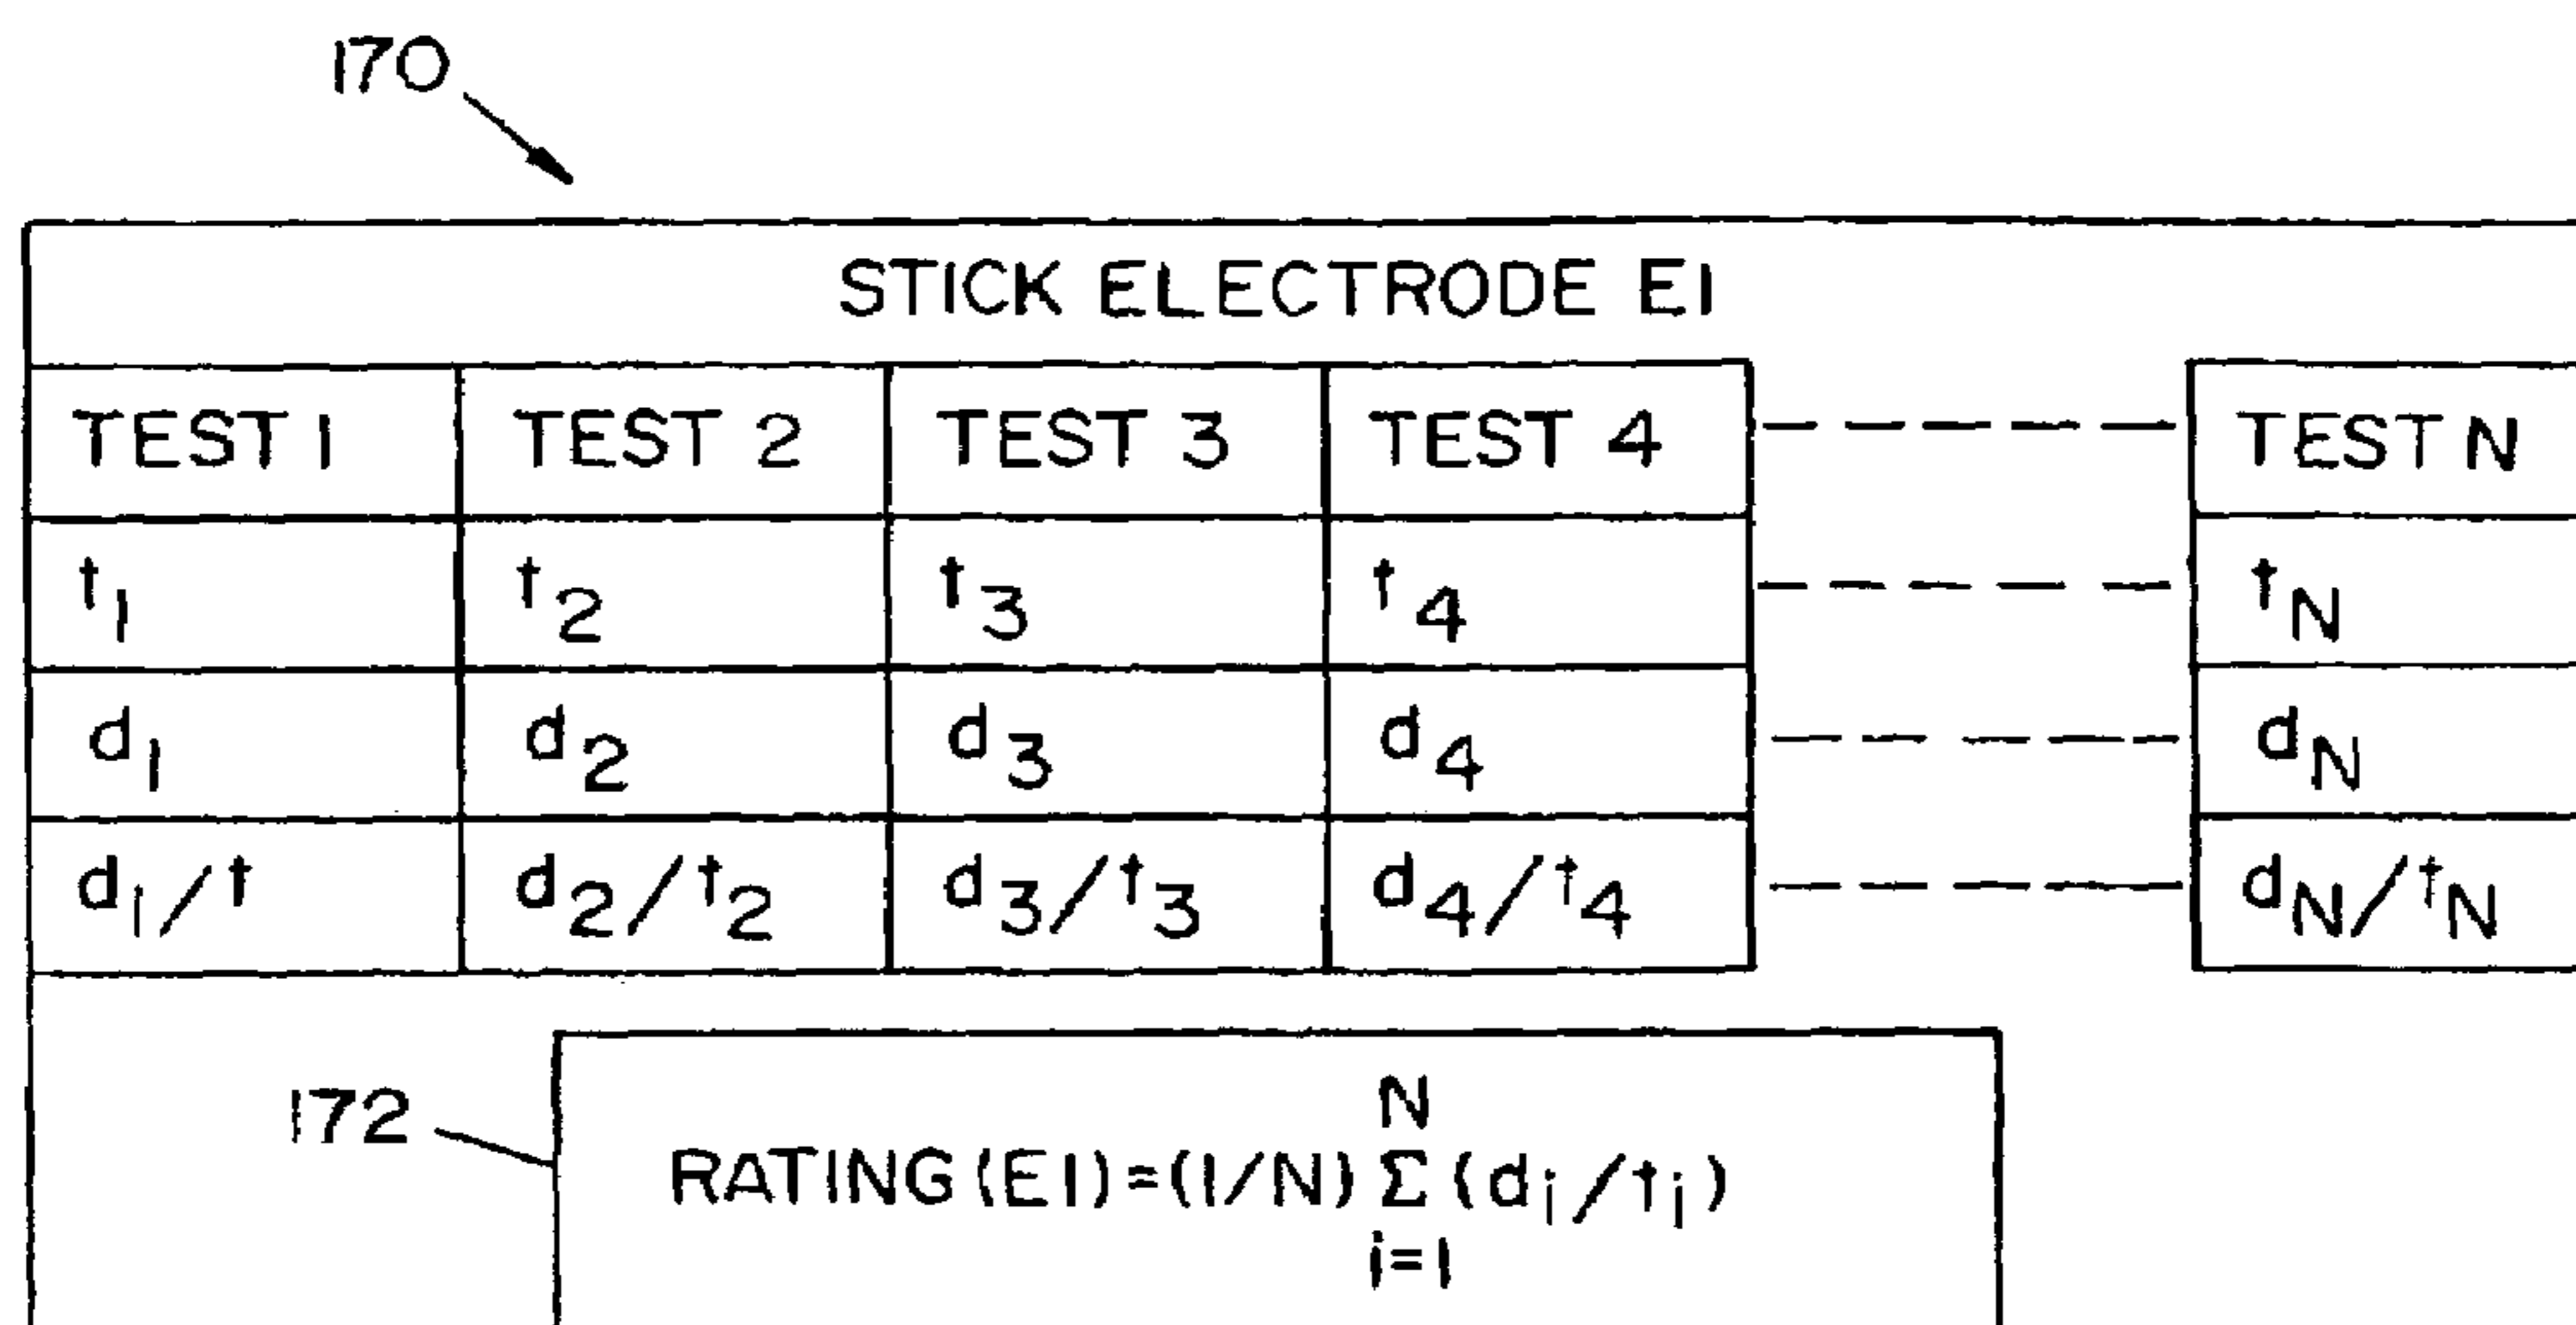 170
STICK ELECTRODE E1
TEST 1 TEST 2 TEST 3 TEST 4 TEST N
t1 t2 t3 t4 tN
d1 d2 d3 d4 dN
d1/t d2/t2 d3/t3 d4/t4 dN/tN
172
N
RATING (E1) = (1/N) Σ (di/ti)
i=1